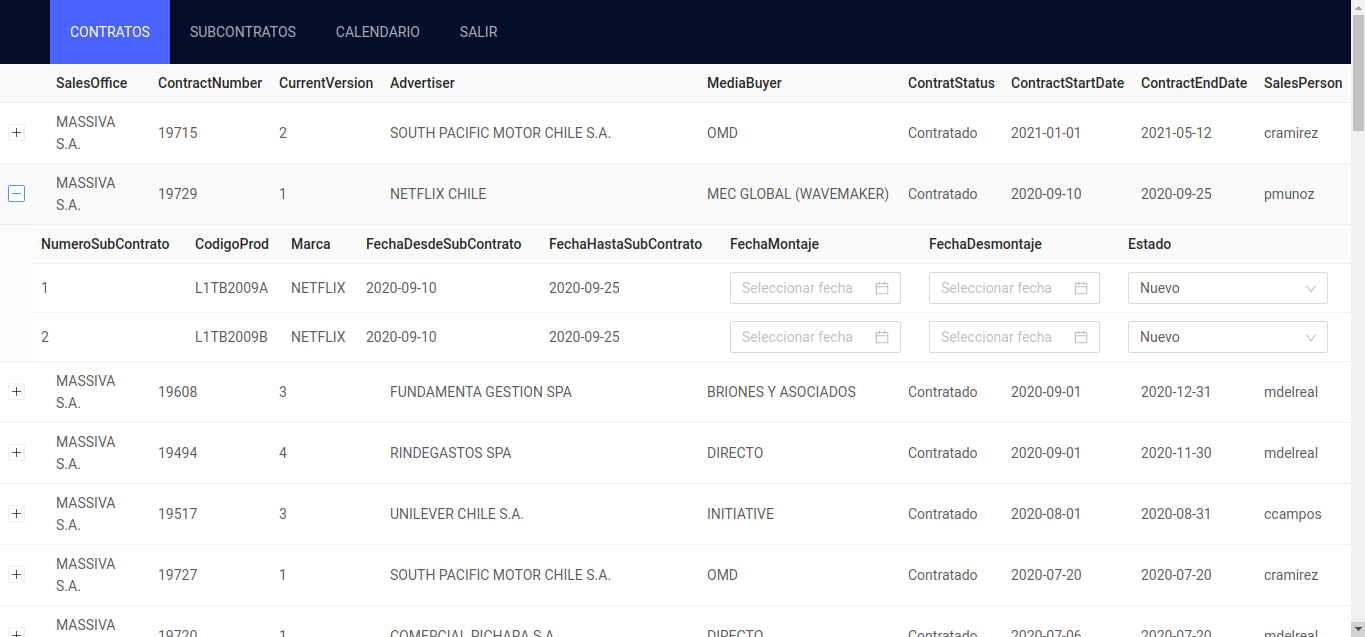 CONTRATOS SUBCONTRATOS CALENDARIO SALIR
SalesOffice ContractNumber CurrentVersion Advertiser MediaBuyer ContratStatus ContractStartDate ContractEndDate SalesPerson
MASSIVA
S.A. 19715 2 SOUTH PACIFIC MOTOR CHILE S.A. OMD Contratado 2021-01-01 2021-05-12 cramirez
MASSIVA
S.A. 19729 1 NETFLIX CHILE MEC GLOBAL (WAVEMAKER) Contratado 2020-09-10 2020-09-25 pmunoz
NumeroSubContrato CodigoProd Marca FechaDesdeSubContrato FechaHastaSubContrato FechaMontaje FechaDesmontaje Estado
1 L1TB2009A NETFLIX 2020-09-10 2020-09-25 Seleccionar fecha Seleccionar fecha Nuevo
2 L1TB2009B NETFLIX 2020-09-10 2020-09-25 Seleccionar fecha Seleccionar fecha Nuevo
MASSIVA
S.A. 19608 3 FUNDAMENTA GESTION SPA BRIONES Y ASOCIADOS Contratado 2020-09-01 2020-12-31 mdelreal
MASSIVA
S.A. 19494 4 RINDEGASTOS SPA DIRECTO Contratado 2020-09-01 2020-11-30 mdelreal
MASSIVA
S.A. 19517 3 UNILEVER CHILE S.A. INITIATIVE Contratado 2020-08-01 2020-08-31 ccampos
MASSIVA
S.A. 19727 1 SOUTH PACIFIC MOTOR CHILE S.A. OMD Contratado 2020-07-20 2020-07-20 cramirez
MASSIVA
19720 1 COMERCIAL RICHARA S.A. DIRECTO Contratado 2020-07-06 2020-07-20 mdelreal